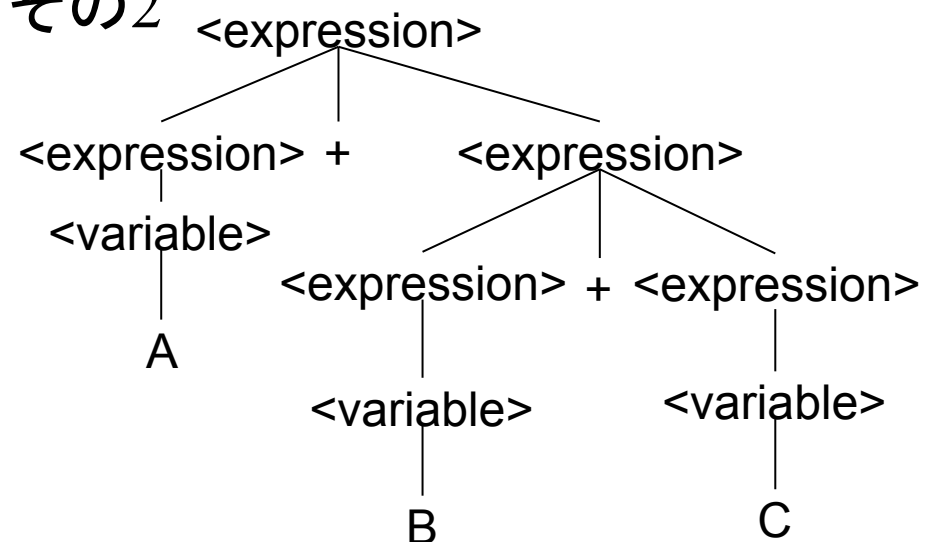 その2
<expression>
<expression> + <expression>
<variable>
<expression> + <expression>
A
<variable> <variable>
B C